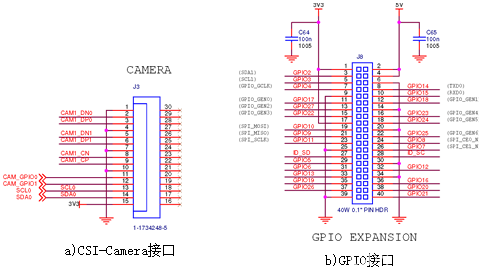 CAMERA
J3
1 30
2 29
3 28
4 27
5 26
6 25
7 24
8 23
9 22
10 21
11 20
12 19
13 18
14 17
15 16
CAM1_DN0
CAM1_DP0
CAM1_DN1
CAM1_DP1
CAM1_CN
CAM1_CP
CAM_GPIO0
CAM_GPIO1
SCL0 SCL0
SDA0 SDA0
3V3
1-1734248-5
a)CSI-Camera接口
3V3 5V
C64
100n
1005
C65
100n
1005
J8
1 2
3 4
5 6
7 8
9 10
11 12
13 14
15 16
17 18
19 20
21 22
23 24
25 26
27 28
29 30
31 32
33 34
35 36
37 38
39 40
(SDA1) GPIO2
(SCL1) GPIO3
(GPIO_GCLK) GPIO4
GPIO14 (TXD0)
GPIO15 (RXD0)
(GPIO_GEN0) GPIO17
GPIO18 (GPIO_GEN1
(GPIO_GEN2) GPIO27
(GPIO_GEN3) GPIO22
GPIO23 (GPIO_GEN4
GPIO24 (GPIO_GEN5
(SPI_MOSI) GPIO10
(SPI_MISO) GPIO9
GPIO25 (GPIO_GEN6
(SPI_SCLK) GPIO11
GPIO8 (SPI_CE0_N
GPIO7 (SPI_CE1_N
ID_SD
ID_SC
GPIO5
GPIO6
GPIO12
GPIO13
GPIO19
GPIO16
GPIO26
GPIO20
GPIO21
40W 0.1" PIN HDR
GPIO EXPANSION
b)GPIO接口